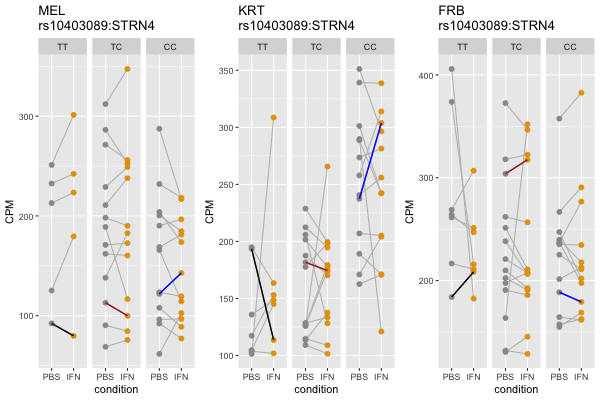 MEL
rs10403089:STRN4
TT TC CC
CPM
300
200
100
PBS IFN PBS IFN PBS IFN
condition
KRT
rs10403089:STRN4
TT TC CC
CPM
350
300
250
200
150
100
PBS IFN PBS IFN PBS IFN
condition
FRB
rs10403089:STRN4
TT TC CC
CPM
400
300
200
PBS IFN PBS IFN PBS IFN
condition